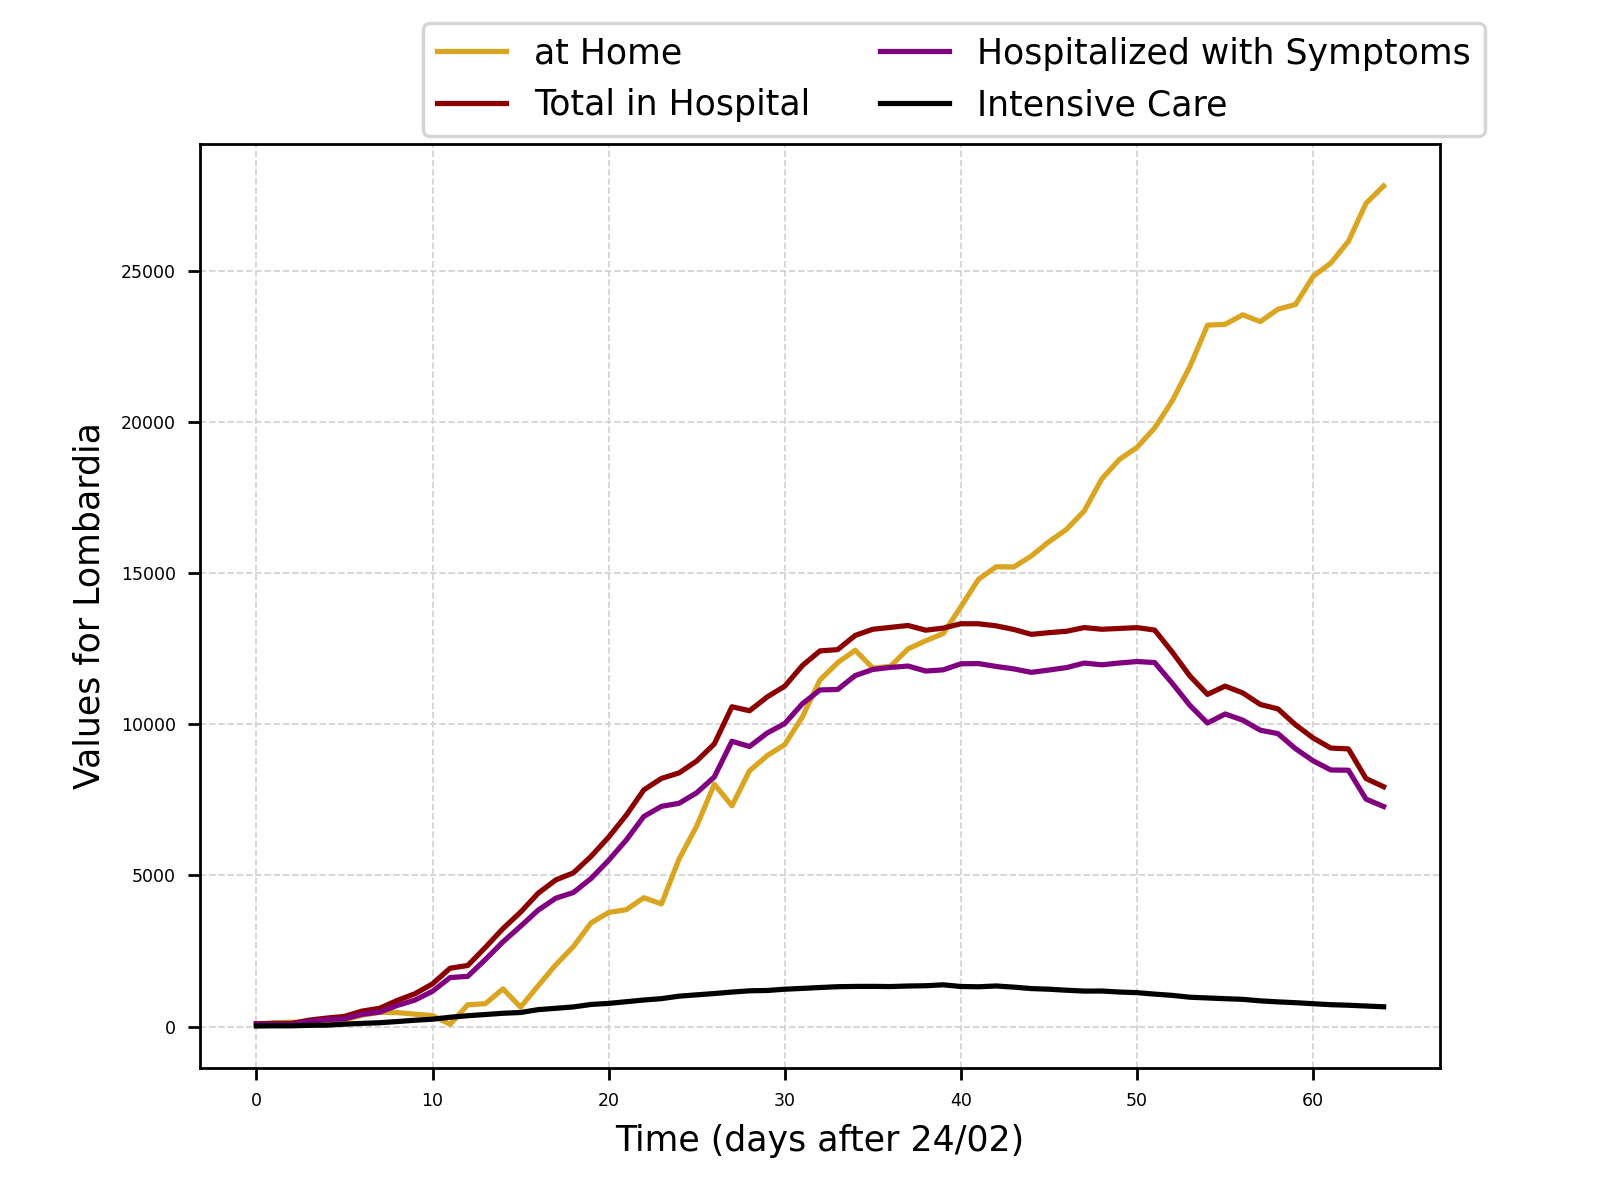 at Home
Total in Hospital
Hospitalized with Symptoms
Intensive Care
Values for Lombardia
25000
20000
15000
10000
5000
0
0 10 20 30 40 50 60
Time (days after 24/02)